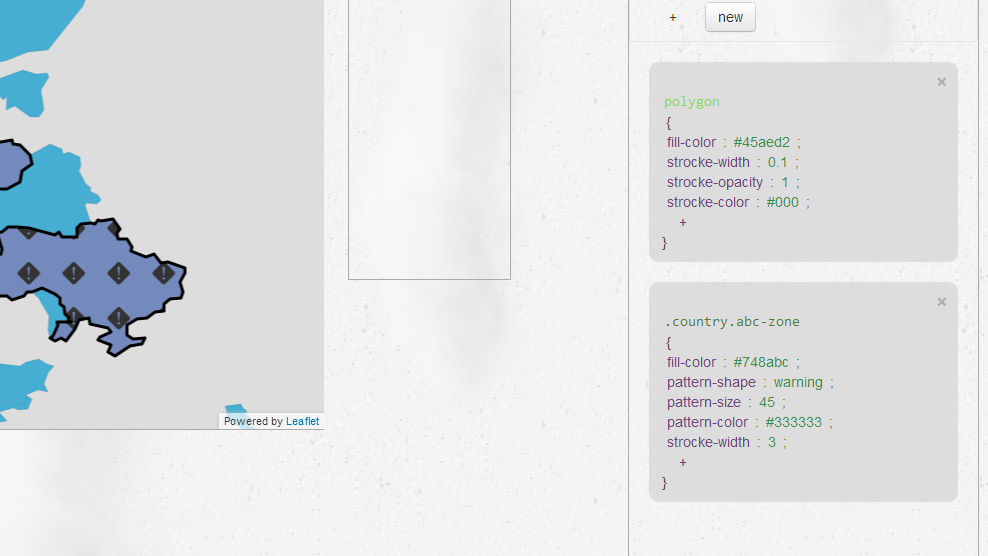 + new
×
polygon
{
fill-color : #45aed2 ;
strocke-width : 0.1 ;
strocke-opacity : 1 ;
strocke-color : #000 ;
+
}
×
.country.abc-zone
{
fill-color : #748abc ;
pattern-shape : warning ;
pattern-size : 45 ;
pattern-color : #333333 ;
strocke-width : 3 ;
+
}
Powered by Leaflet